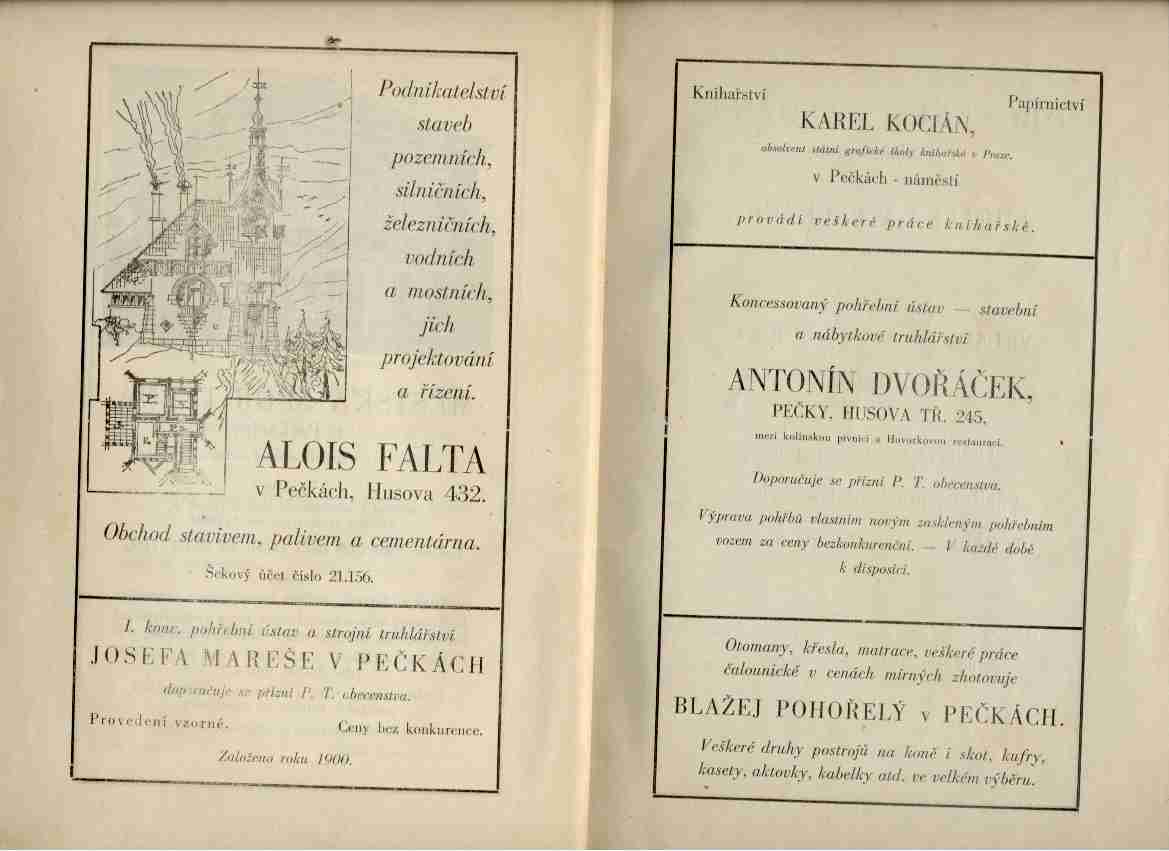 Podnikatelství
staveb
pozemních,
silničních,
železničních,
vodních
a mostních,
jich
projektování
a řízení.
ALOIS FALTA
v Pečkách, Husova 432.
Obchod stavivem, palivem a cementárna.
Šekový účet číslo 21.156.
I. konc. pohřební ústav a strojní truhlářství
JOSEFA MAREŠE V PEČKÁCH
doporučuje se přízni P. T. obecenstva.
Provedení vzorné. Ceny bez konkurence.
Založeno roku 1900.
Knihařství Papírnictví
KAREL KOCIÁN,
absolvent státní grafické školy knihařské v Praze,
v Pečkách - náměstí
provádí veškeré práce knihařské.
Koncessovaný pohřební ústav — stavební
a nábytkové truhlářství
ANTONÍN DVOŘÁČEK,
PEČKY, HUSOVA TŘ. 245,
mezi kolínskou pivnicí a Havorkovou restaurací.
Doporučuje se přízni P. T. obecenstva.
Výprava pohřbů vlastním novým zaskleným pohřebním
vozem za ceny bezkonkurenční. — V každé době
k disposici.
Otomany, křesla, matrace, veškeré práce
čalounické v cenách mírných zhotovuje
BLAŽEJ POHOŘELÝ v PEČKÁCH.
Veškeré druhy postrojů na koně i skot, kufry,
kasety, aktovky, kabelky atd. ve velkém výběru.